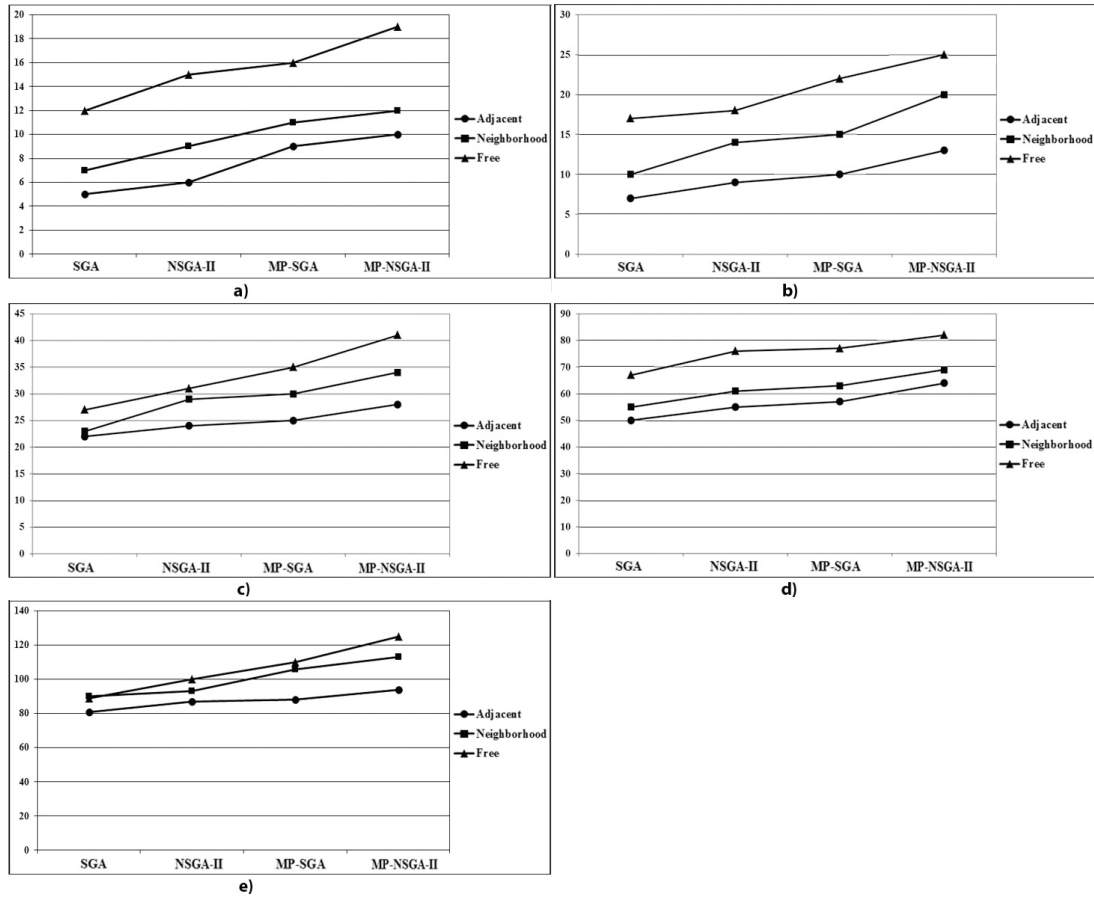 20
18
16
14
12
10
8
6
4
2
0
SGA NSGA-II MP-SGA MP-NSGA-II
Adjacent
Neighborhood
Free
a)
30
25
20
15
10
5
0
SGA NSGA-II MP-SGA MP-NSGA-II
Adjacent
Neighborhood
Free
b)
45
40
35
30
25
20
15
10
5
0
SGA NSGA-II MP-SGA MP-NSGA-II
Adjacent
Neighborhood
Free
c)
90
80
70
60
50
40
30
20
10
0
SGA NSGA-II MP-SGA MP-NSGA-II
Adjacent
Neighborhood
Free
d)
140
120
100
80
60
40
20
0
SGA NSGA-II MP-SGA MP-NSGA-II
Adjacent
Neighborhood
Free
e)